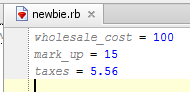 newbie.rb
wholesale_cost = 100
mark_up = 15
taxes = 5.56